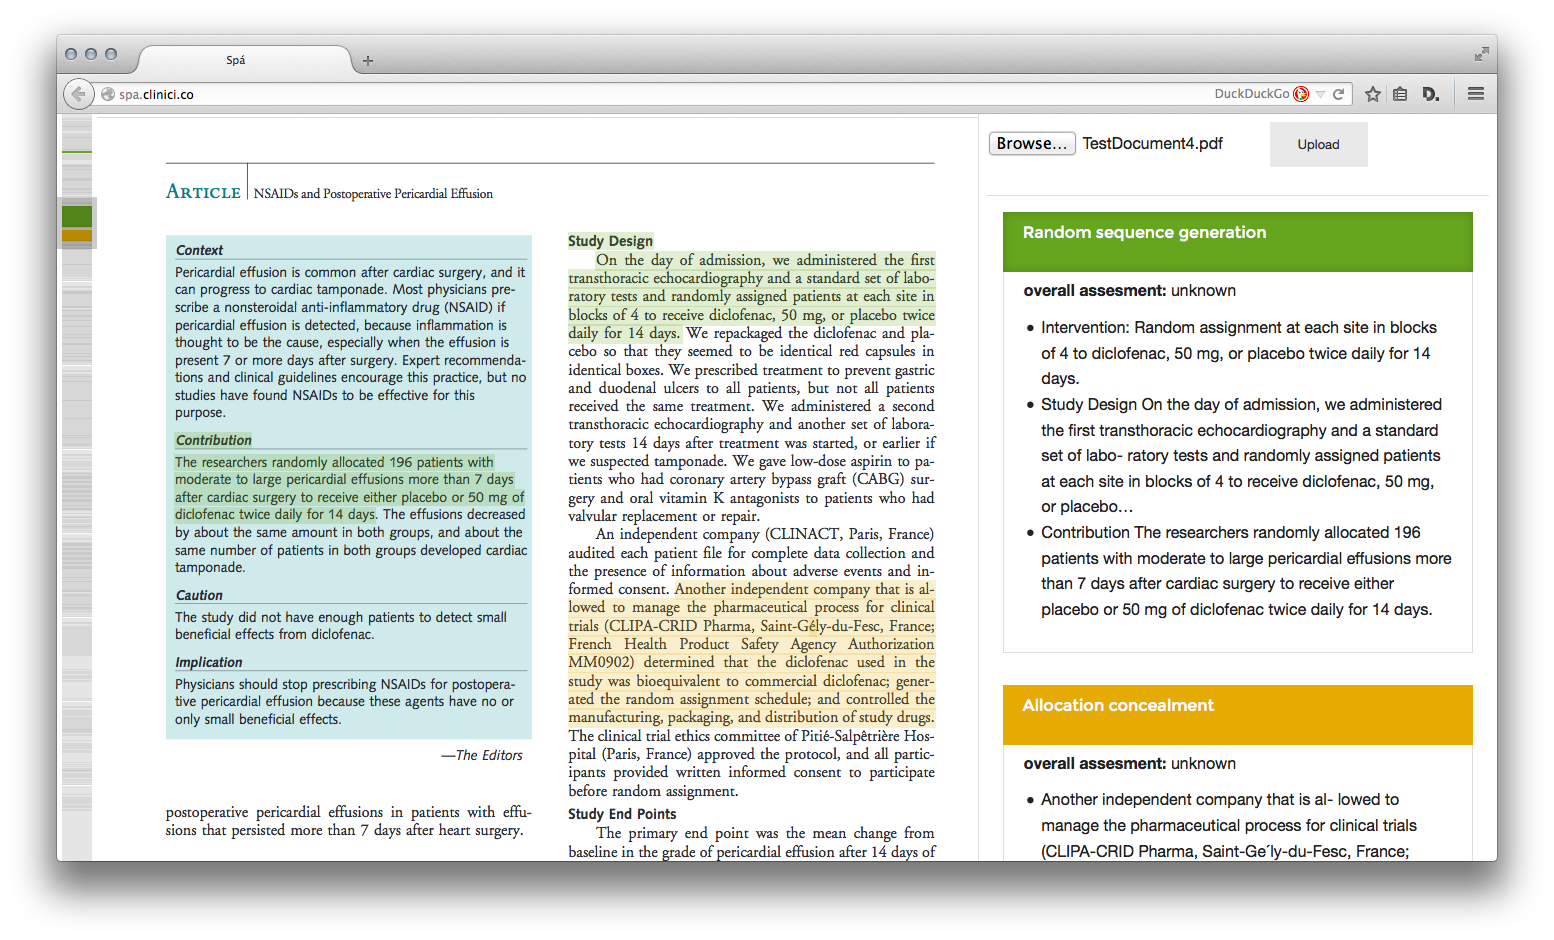 Spá
spa.clinici.co
DuckDuckGo
D.
ARTICLE
NSAIDs and Postoperative Pericardial Effusion
Context
Pericardial effusion is common after cardiac surgery, and it
can progress to cardiac tamponade. Most physicians pre-
scribe a nonsteroidal anti-inflammatory drug (NSAID) if
pericardial effusion is detected, because inflammation is
thought to be the cause, especially when the effusion is
present 7 or more days after surgery. Expert recommenda-
tions and clinical guidelines encourage this practice, but no
studies have found NSAIDs to be effective for this
purpose.
Contribution
The researchers randomly allocated 196 patients with
moderate to large pericardial effusions more than 7 days
after cardiac surgery to receive either placebo or 50 mg of
diclofenac twice daily for 14 days. The effusions decreased
by about the same amount in both groups, and about the
same number of patients in both groups developed cardiac
tamponade.
Caution
The study did not have enough patients to detect small
beneficial effects from diclofenac.
Implication
Physicians should stop prescribing NSAIDs for postopera-
tive pericardial effusion because these agents have no or
only small beneficial effects.
—The Editors
postoperative pericardial effusions in patients with effu-
sions that persisted more than 7 days after heart surgery.
Study Design
On the day of admission, we administered the first
transthoracic echocardiography and a standard set of labo-
ratory tests and randomly assigned patients at each site in
blocks of 4 to receive diclofenac, 50 mg, or placebo twice
daily for 14 days. We repackaged the diclofenac and pla-
cebo so that they seemed to be identical red capsules in
identical boxes. We prescribed treatment to prevent gastric
and duodenal ulcers to all patients, but not all patients
received the same treatment. We administered a second
transthoracic echocardiography and another set of labora-
tory tests 14 days after treatment was started, or earlier if
we suspected tamponade. We gave low-dose aspirin to pa-
tients who had coronary artery bypass graft (CABG) sur-
gery and oral vitamin K antagonists to patients who had
valvular replacement or repair.
An independent company (CLINACT, Paris, France)
audited each patient file for complete data collection and
the presence of information about adverse events and in-
formed consent. Another independent company that is al-
lowed to manage the pharmaceutical process for clinical
trials (CLIPA-CRID Pharma, Saint-Gély-du-Fesc, France;
French Health Product Safety Agency Authorization
MM0902) determined that the diclofenac used in the
study was bioequivalent to commercial diclofenac; gener-
ated the random assignment schedule; and controlled the
manufacturing, packaging, and distribution of study drugs.
The clinical trial ethics committee of Pitié-Salpêtrière Hos-
pital (Paris, France) approved the protocol, and all partic-
ipants provided written informed consent to participate
before random assignment.
Study End Points
The primary end point was the mean change from
baseline in the grade of pericardial effusion after 14 days of
Browse... TestDocument4.pdf
Upload
Random sequence generation
overall assesment: unknown
• Intervention: Random assignment at each site in blocks
of 4 to diclofenac, 50 mg, or placebo twice daily for 14
days.
• Study Design On the day of admission, we administered
the first transthoracic echocardiography and a standard
set of labo- ratory tests and randomly assigned patients
at each site in blocks of 4 to receive diclofenac, 50 mg,
or placebo…
• Contribution The researchers randomly allocated 196
patients with moderate to large pericardial effusions more
than 7 days after cardiac surgery to receive either
placebo or 50 mg of diclofenac twice daily for 14 days.
Allocation concealment
overall assesment: unknown
• Another independent company that is al- lowed to
manage the pharmaceutical process for clinical trials
(CLIPA-CRID Pharma, Saint-Ge´ly-du-Fesc, France;